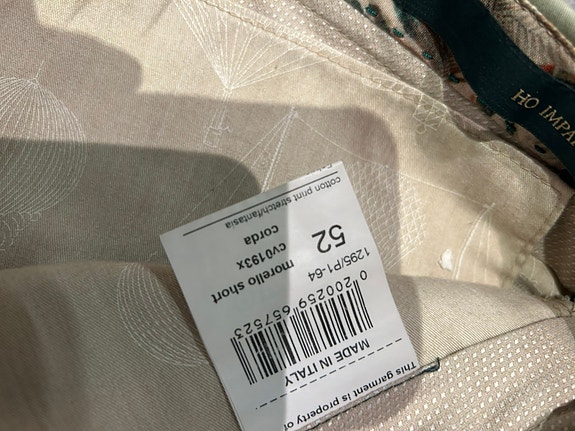 HO IMPA
cotton print stretch/fantasia
corda
cv0193x
52
morello short
1295/P1-64
0 200259 657523
MADE IN ITALY
This garment is property of